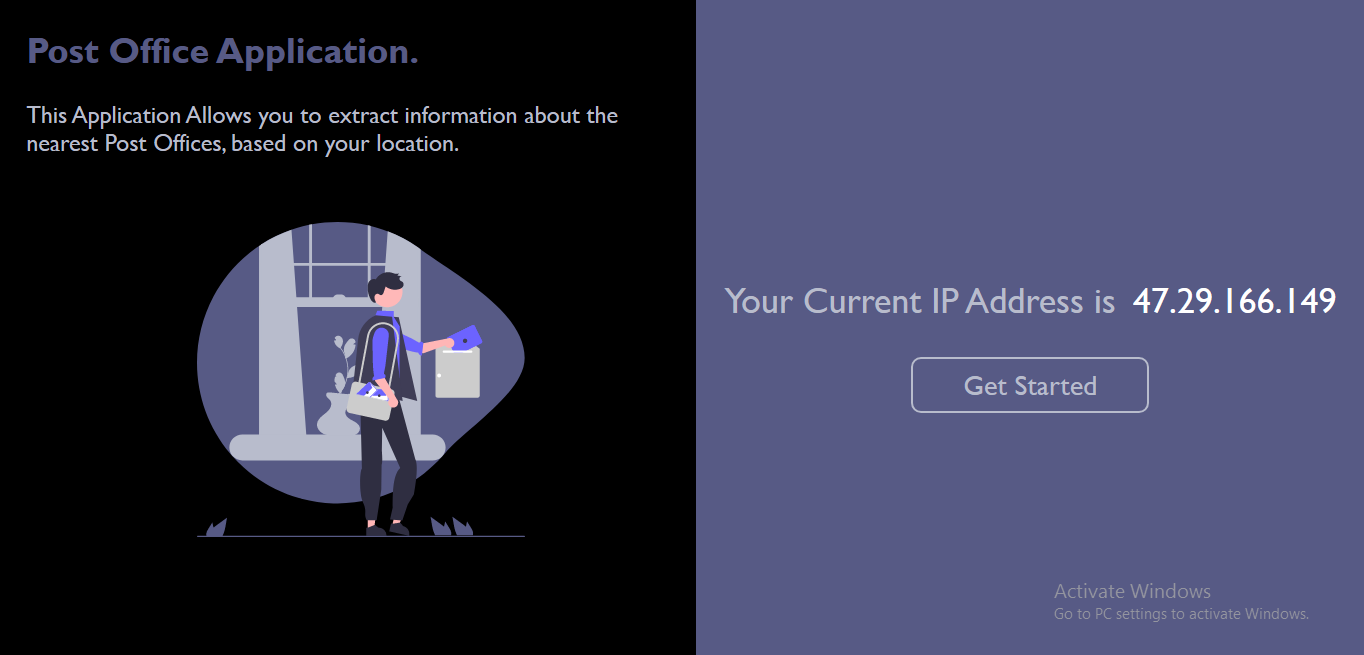 Post Office Application.
This Application Allows you to extract information about the
nearest Post Offices, based on your location.
Your Current IP Address is 47.29.166.149
Get Started
Activate Windows
Go to PC settings to activate Windows.